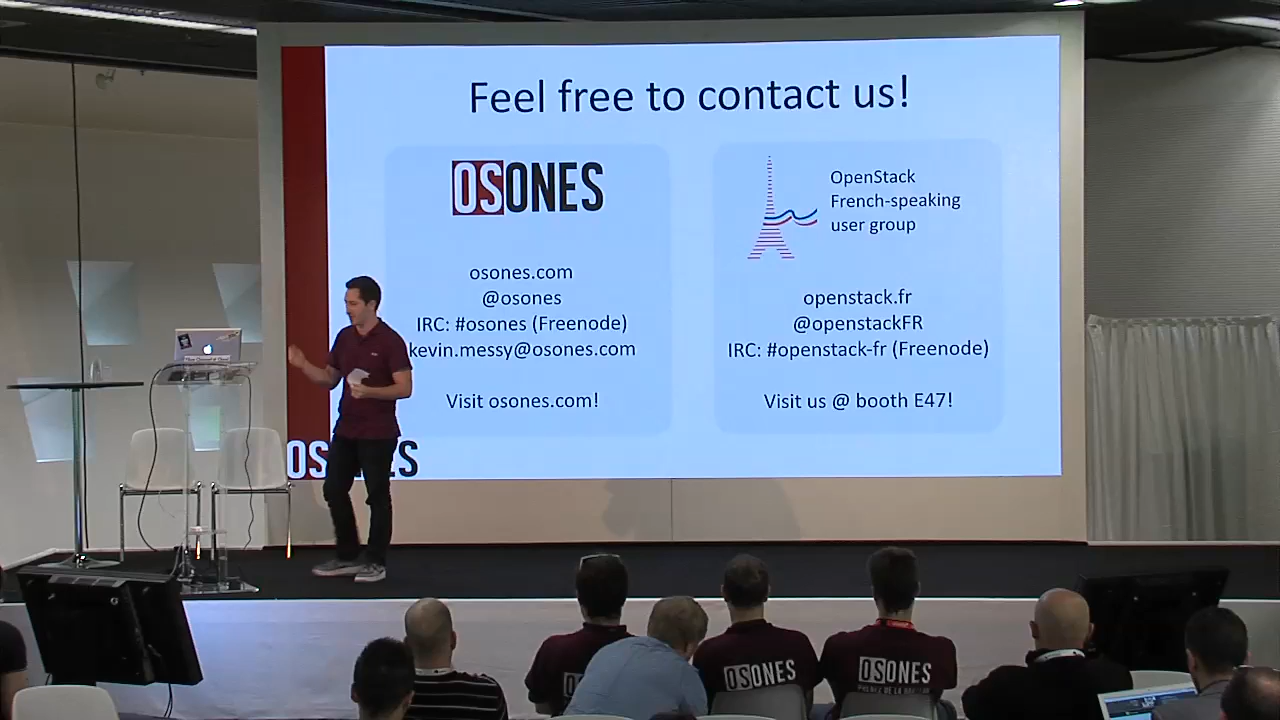 Feel free to contact us!
OSONES
osones.com
@osones
IRC: #osones (Freenode)
kevin.messy@osones.com
Visit osones.com!
OpenStack
French-speaking
user group
openstack.fr
@openstackFR
IRC: #openstack-fr (Freenode)
Visit us @ booth E47!
OSONES
OSONES